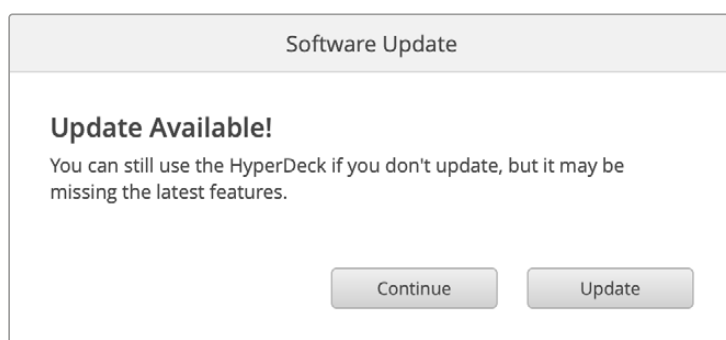 Software Update
Update Available!
You can still use the HyperDeck if you don't update, but it may be
missing the latest features.
Continue
Update